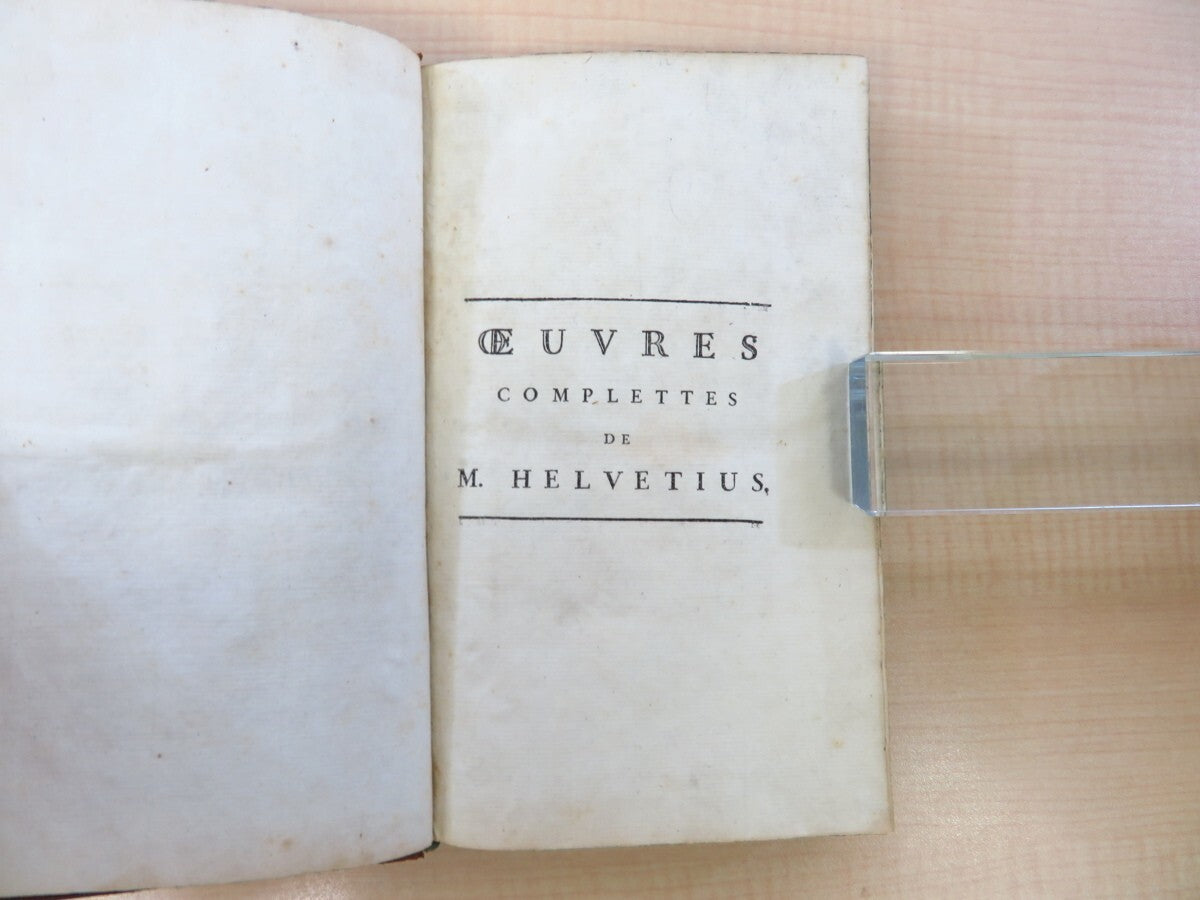 ŒUVRES
COMPLETTES
DE
M. HELVETIUS,